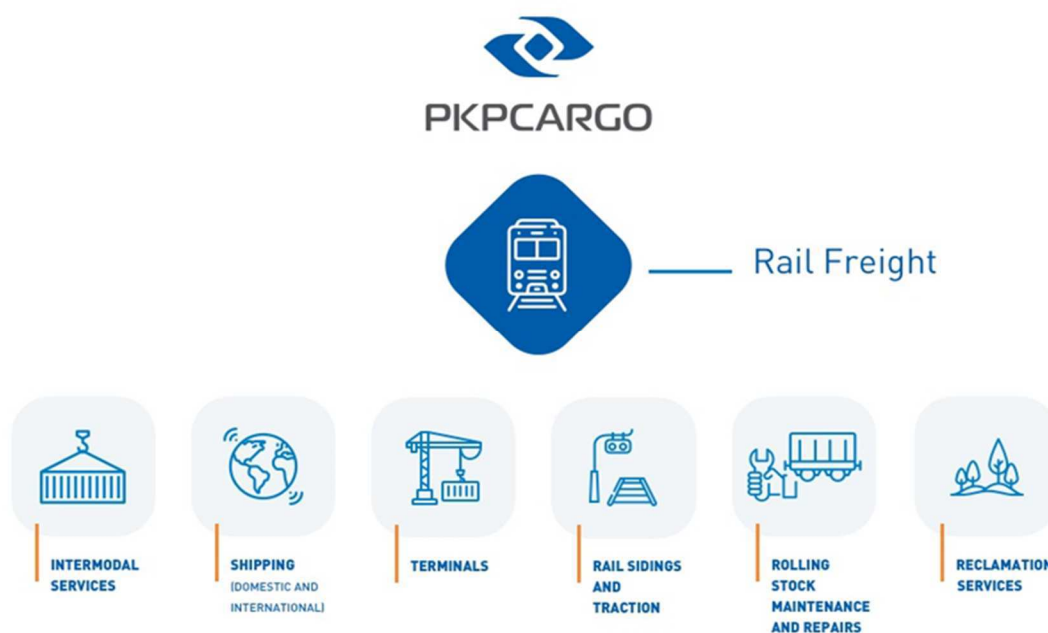 PKPCARGO
Rail Freight
INTERMODAL
SERVICES
SHIPPING
(DOMESTIC AND
INTERNATIONAL)
TERMINALS
RAIL SIDINGS
AND
TRACTION
ROLLING
STOCK
MAINTENANCE
AND REPAIRS
RECLAMATION
SERVICES